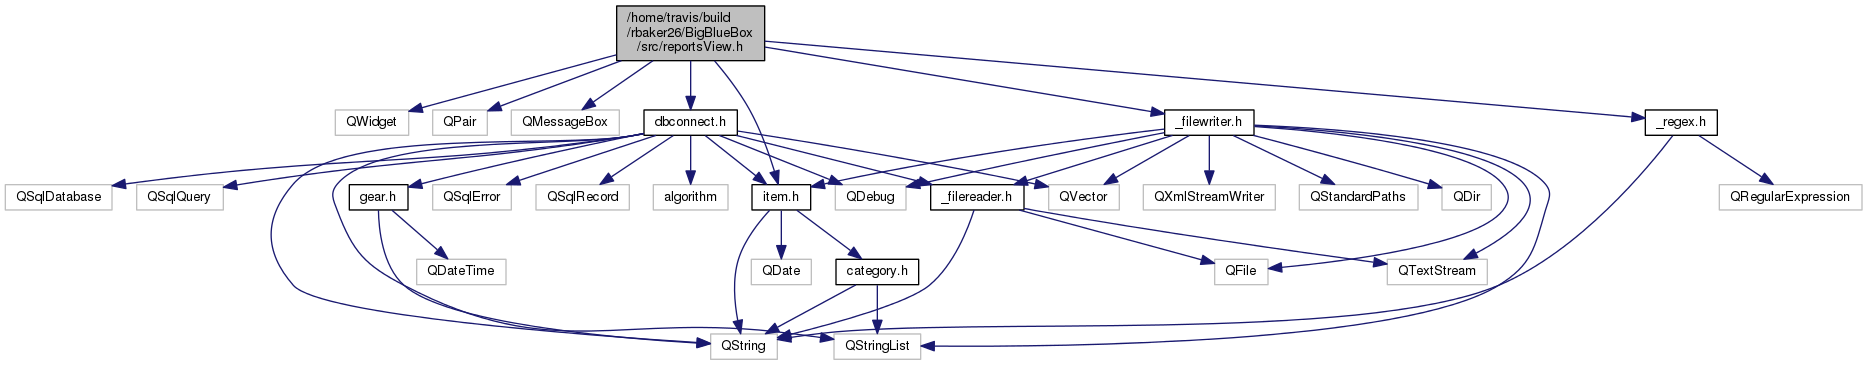 /home/travis/build
/rbaker26/BigBlueBox
/src/reportsView.h
QWidget
QPair
QMessageBox
dbconnect.h
_filewriter.h
_regex.h
QSqlDatabase
QSqlQuery
gear.h
QSqlError
QSqlRecord
algorithm
item.h
QDebug
_filereader.h
QVector
QXmlStreamWriter
QStandardPaths
QDir
QRegularExpression
QDateTime
QDate
category.h
QFile
QTextStream
QString
QStringList